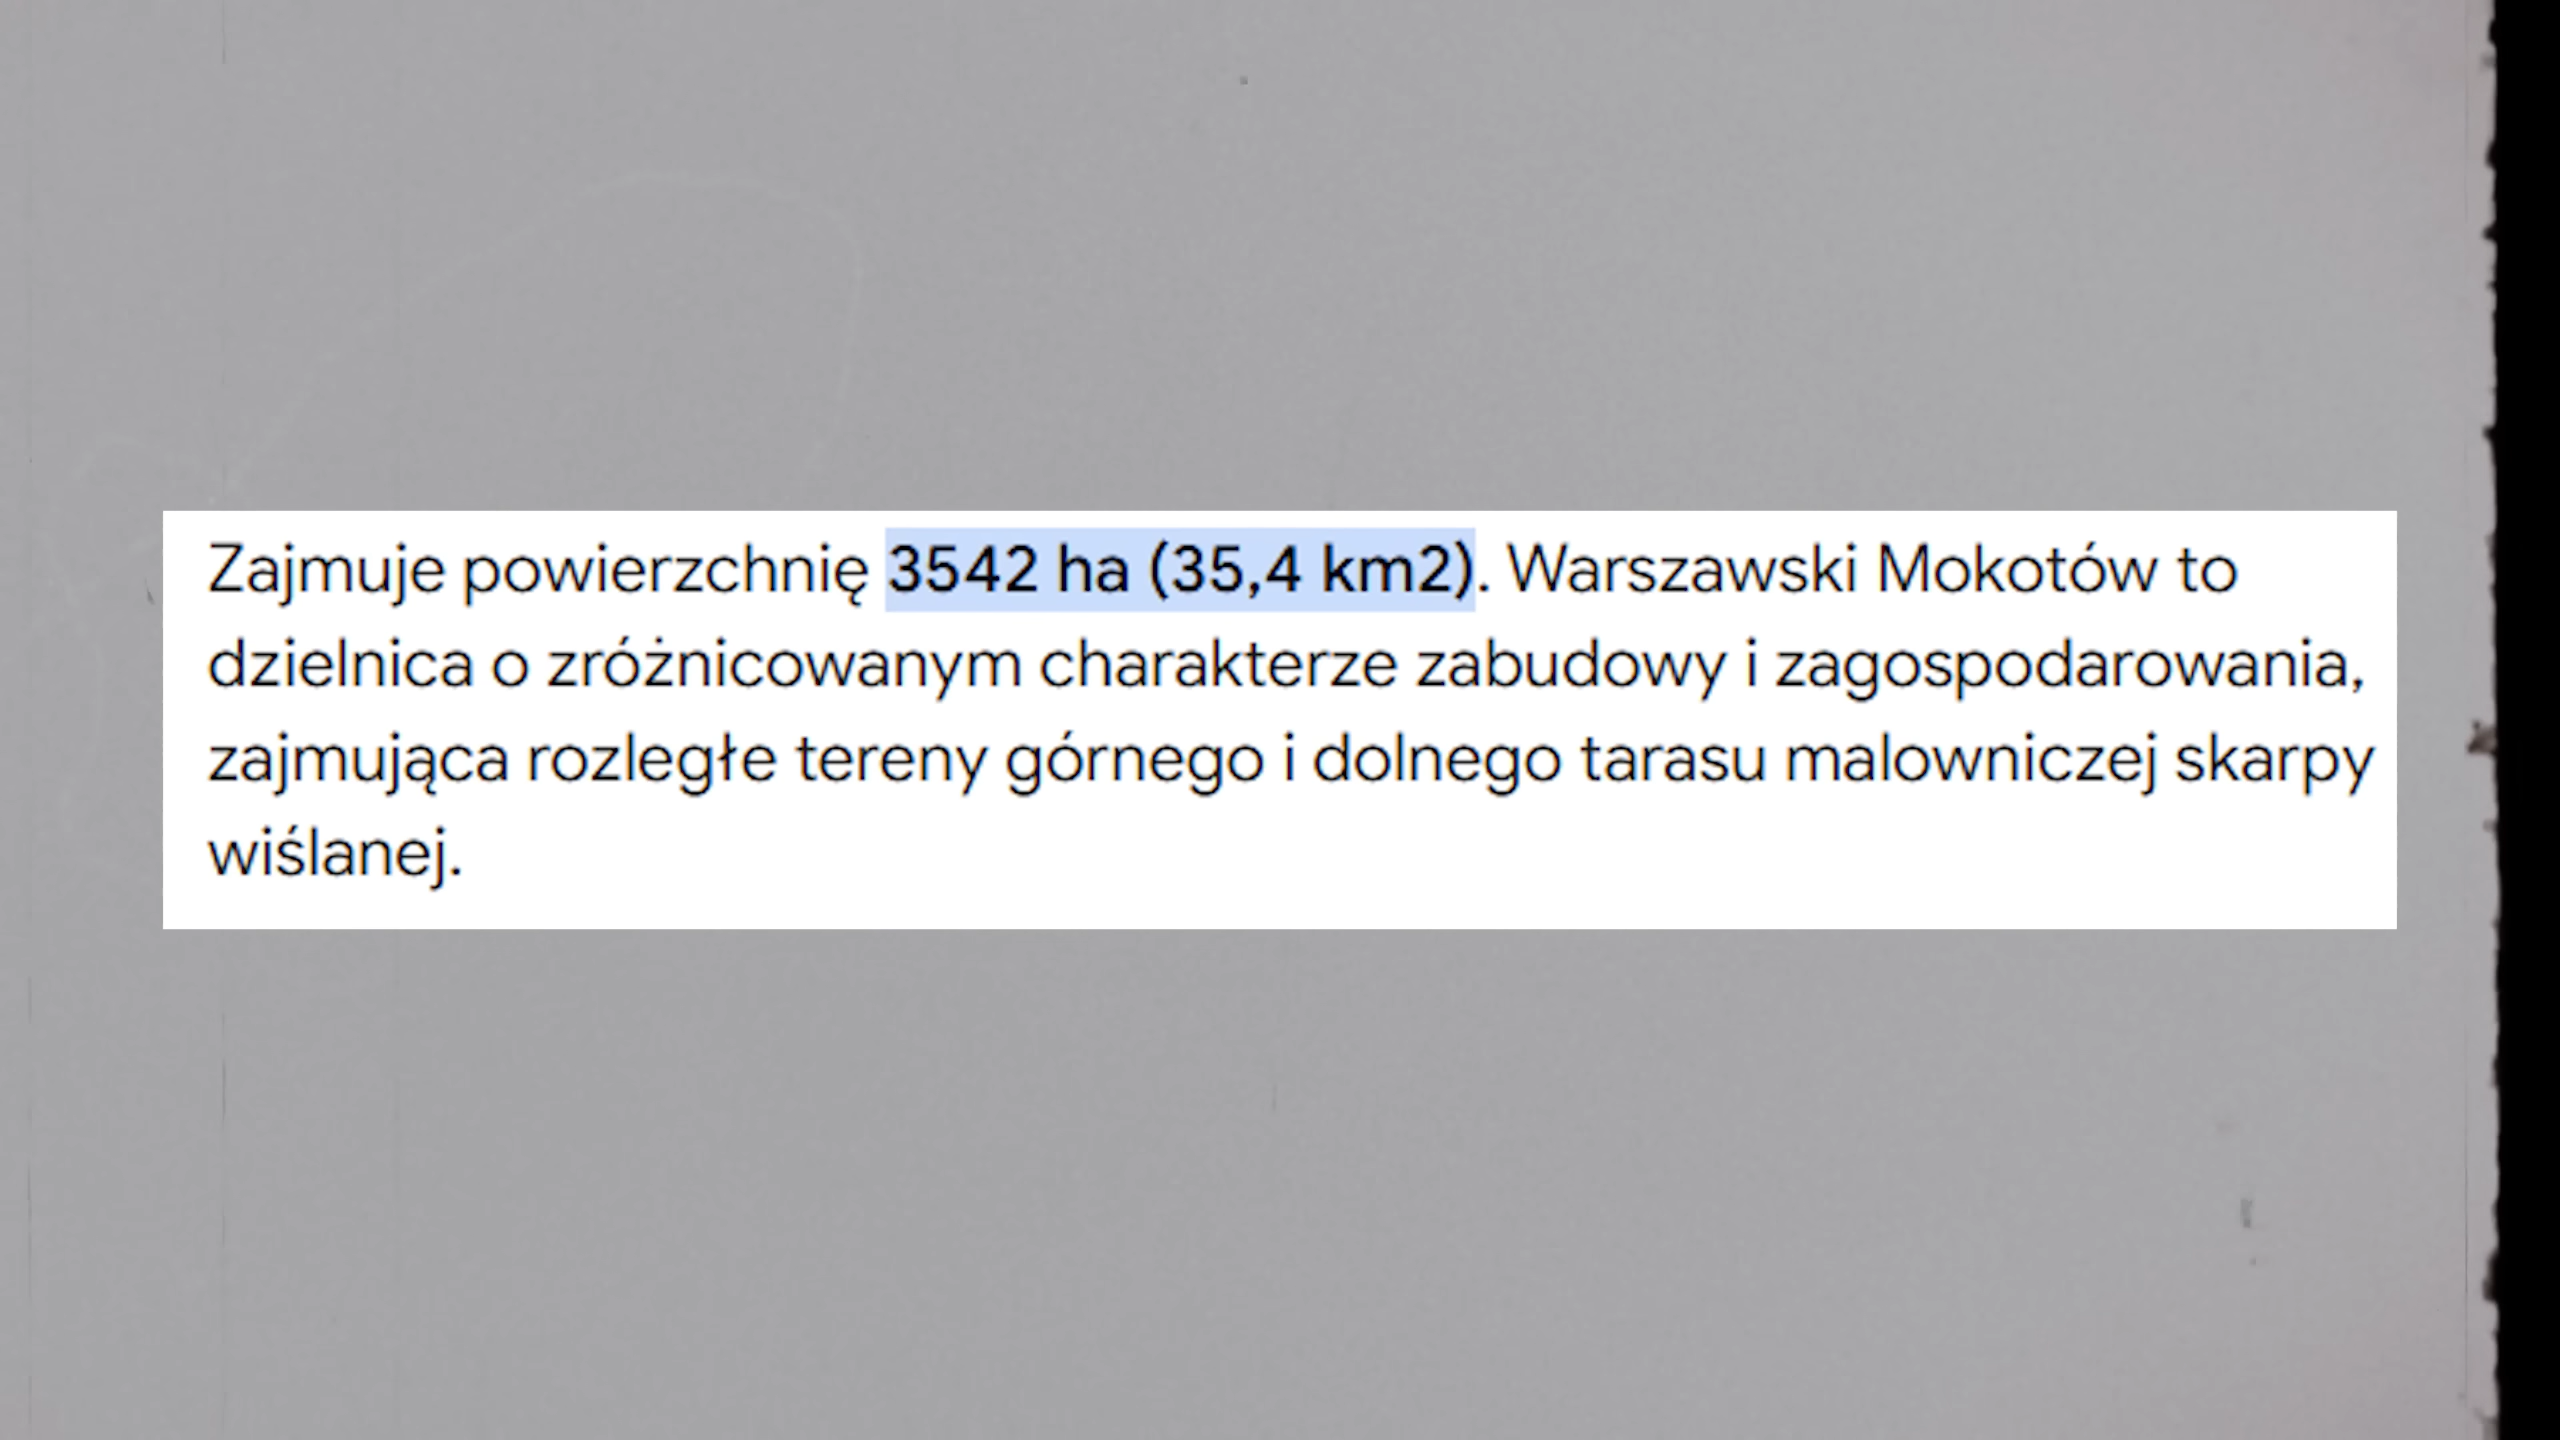 Zajmuje powierzchnię 3542 ha (35,4 km2). Warszawski Mokotów to
dzielnica o zróżnicowanym charakterze zabudowy i zagospodarowania,
zajmująca rozległe tereny górnego i dolnego tarasu malowniczej skarpy
wiślanej.